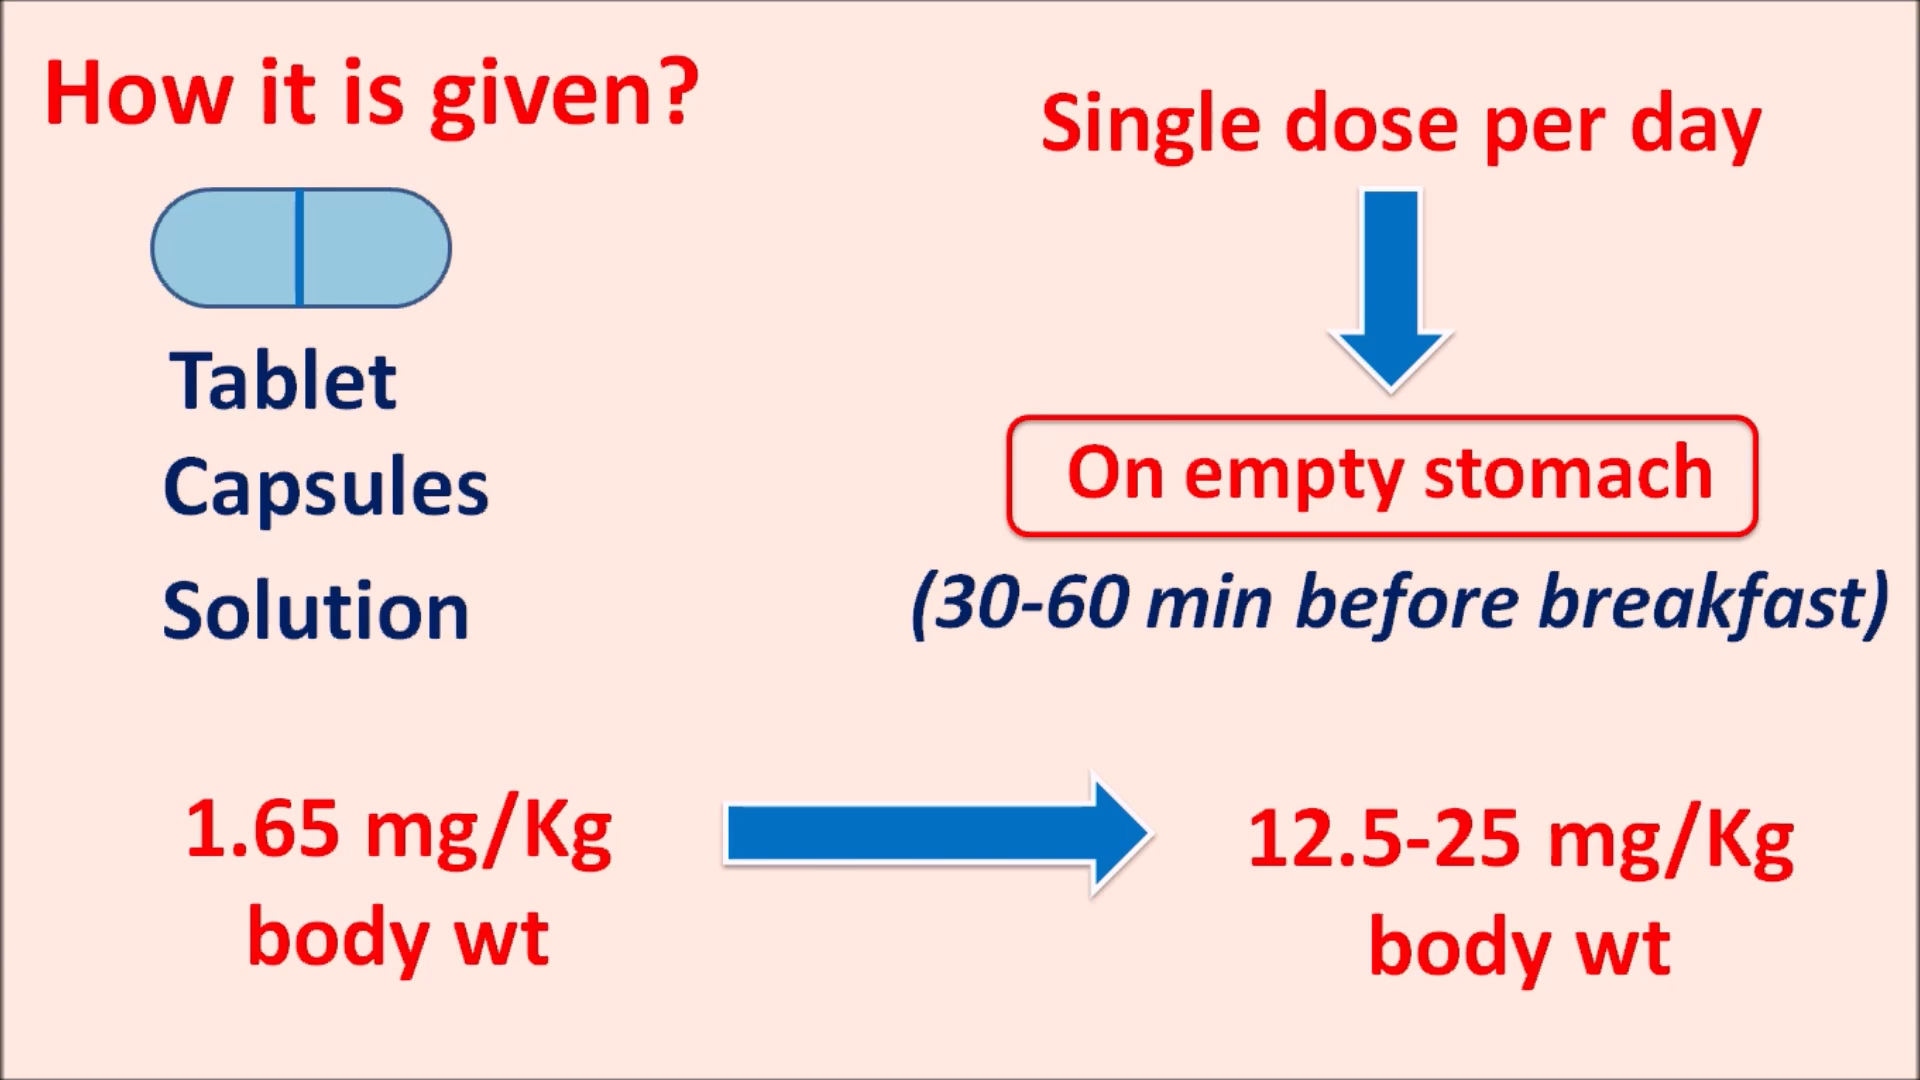 How it is given?
Tablet
Capsules
Solution
Single dose per day
On empty stomach
(30-60 min before breakfast)
1.65 mg/Kg
body wt
12.5-25 mg/Kg
body wt